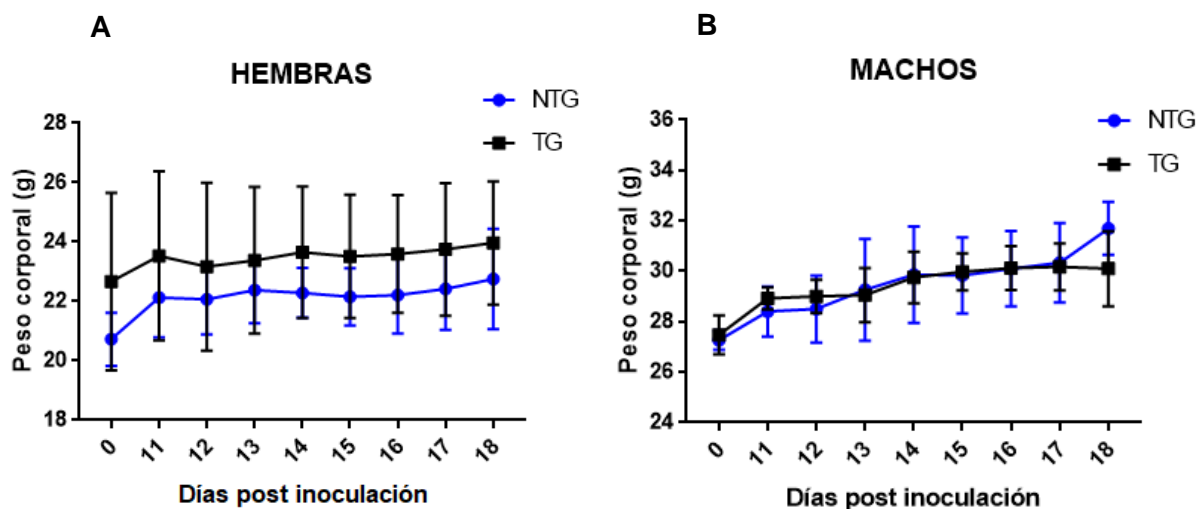 A
HEMBRAS
NTG
TG
Peso corporal (g)
28
26
24
22
20
18
0 11 12 13 14 15 16 17 18
Días post inoculación
B
MACHOS
NTG
TG
Peso corporal (g)
36
34
32
30
28
26
24
0 11 12 13 14 15 16 17 18
Días post inoculación